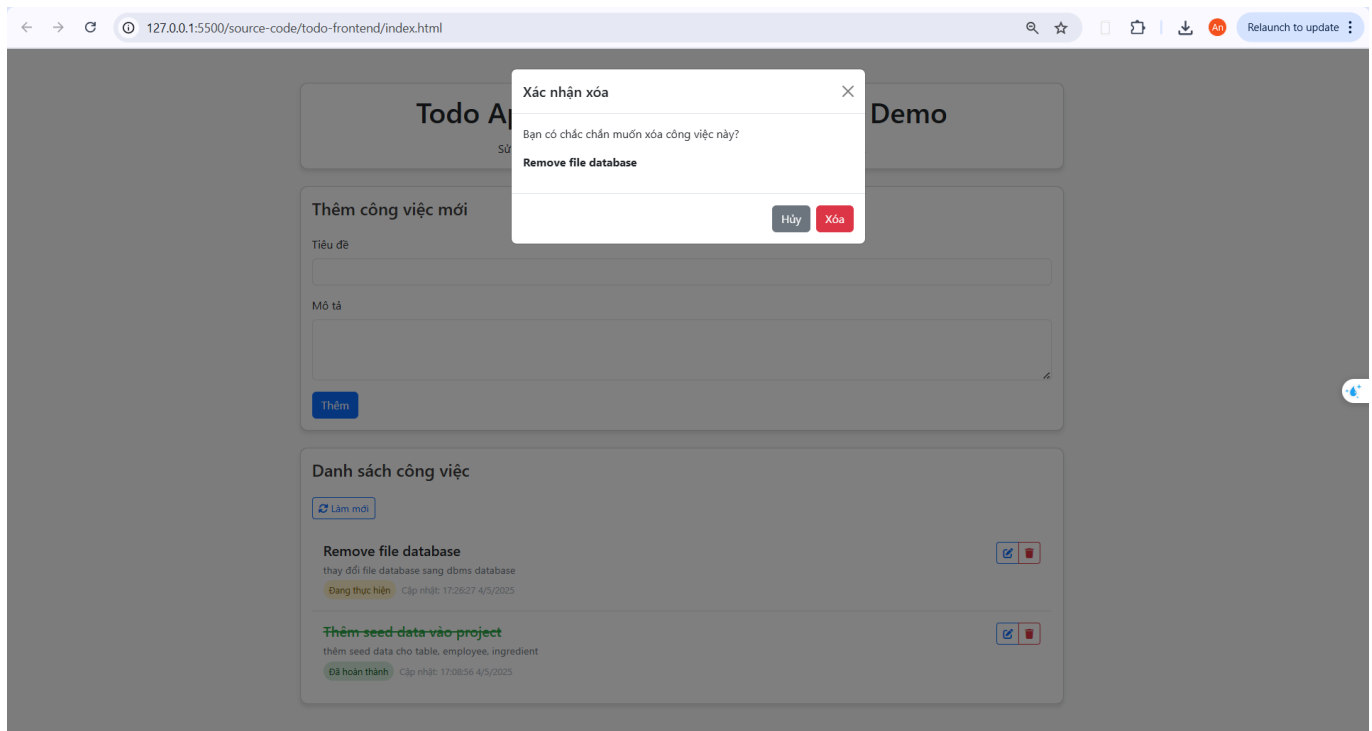 127.0.0.1:5500/source-code/todo-frontend/index.html
An
Relaunch to update
Todo A
Demo
Sử
Xác nhận xóa
Bạn có chắc chắn muốn xóa công việc này?
Remove file database
Hủy
Xóa
Thêm công việc mới
Tiêu đề
Mô tả
Thêm
Danh sách công việc
Làm mới
Remove file database
thay đổi file database sang dbms database
Đang thực hiện Cập nhật: 17:26:27 4/5/2025
Thêm seed data vào project
thêm seed data cho table, employee, ingredient
Đã hoàn thành Cập nhật: 17:08:56 4/5/2025